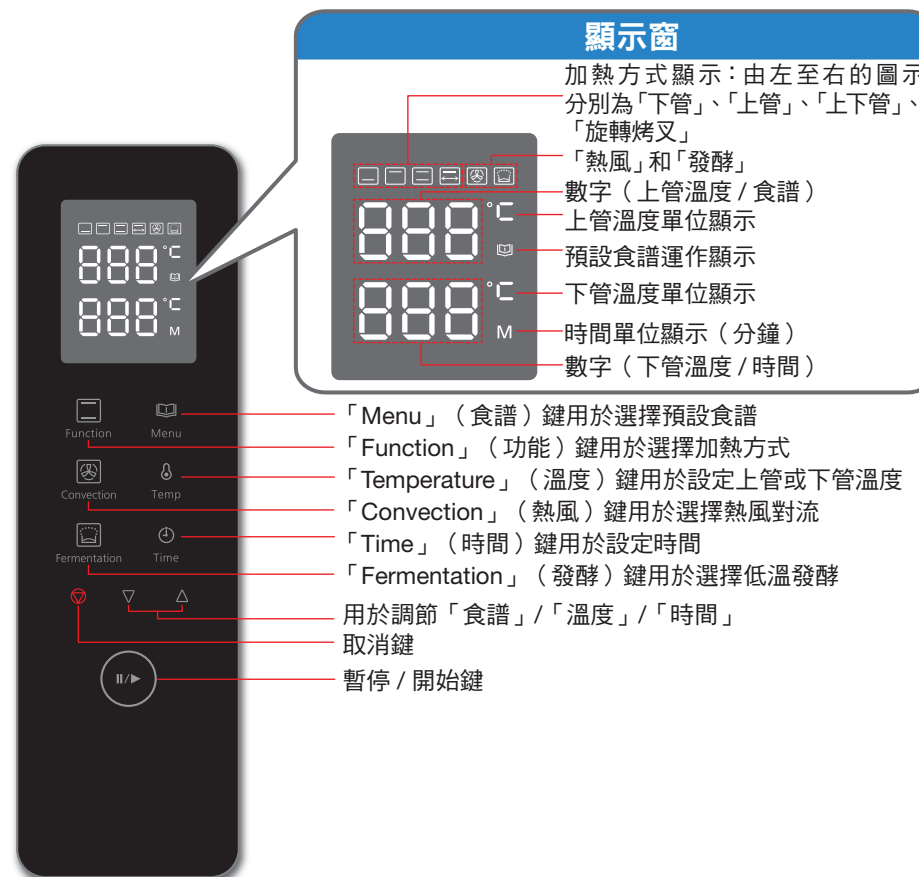 顯示窗
加熱方式顯示：由左至右的圖示
分別為「下管」、「上管」、「上下管」、
「旋轉烤叉」
「熱風」和「發酵」
數字（上管溫度 / 食譜）
上管溫度單位顯示
預設食譜運作顯示
下管溫度單位顯示
時間單位顯示（分鐘）
數字（下管溫度 / 時間）
888 °C
888 °C
M
888 °C
888 °C
M
Function Menu
Convection Temp
Fermentation Time
「Menu」（食譜）鍵用於選擇預設食譜
「Function」（功能）鍵用於選擇加熱方式
「Temperature」（溫度）鍵用於設定上管或下管溫度
「Convection」（熱風）鍵用於選擇熱風對流
「Time」（時間）鍵用於設定時間
「Fermentation」（發酵）鍵用於選擇低溫發酵
用於調節「食譜」/「溫度」/「時間」
取消鍵
暫停 / 開始鍵